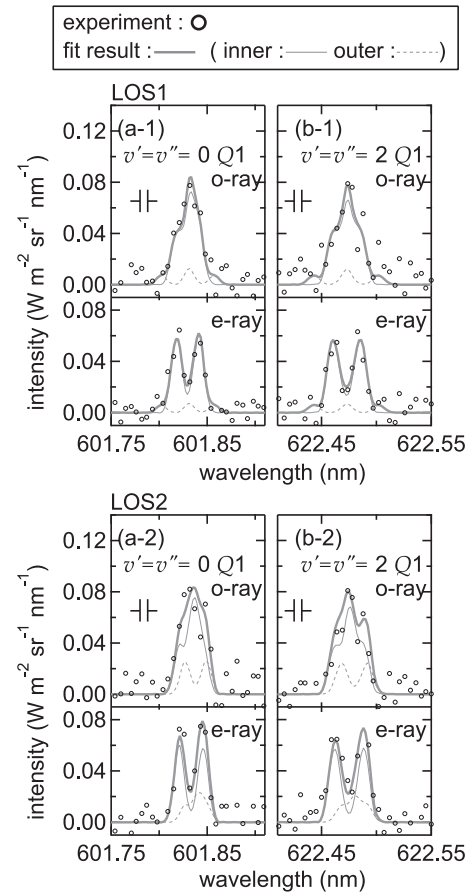 experiment :
fit result : ( inner : outer : )
LOS1
(a-1) (b-1)
v'=v''= 0 Q1 v'=v''= 2 Q1
o-ray o-ray
0.12
0.08
0.04
0.00
e-ray e-ray
0.08
0.04
0.00
intensity (W m-2 sr-1 nm-1)
601.75 601.85 622.45 622.55
wavelength (nm)
LOS2
(a-2) (b-2)
v'=v''= 0 Q1 v'=v''= 2 Q1
o-ray o-ray
0.12
0.08
0.04
0.00
e-ray e-ray
0.08
0.04
0.00
intensity (W m-2 sr-1 nm-1)
601.75 601.85 622.45 622.55
wavelength (nm)